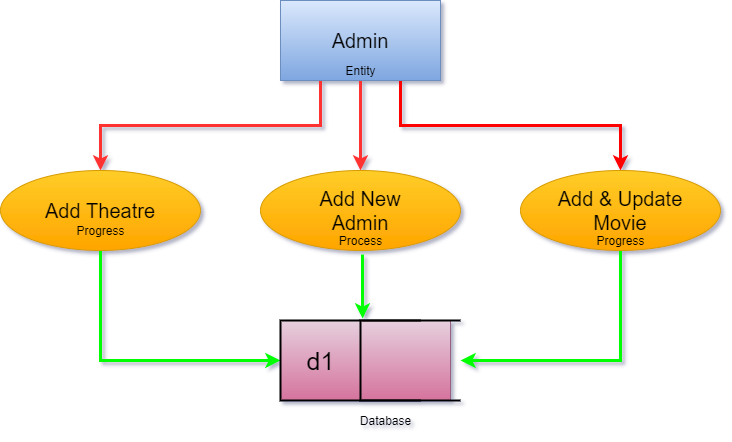 Admin
Entity
Add Theatre
Progress
Add New
Admin
Process
Add & Update
Movie
Progress
d1
Database